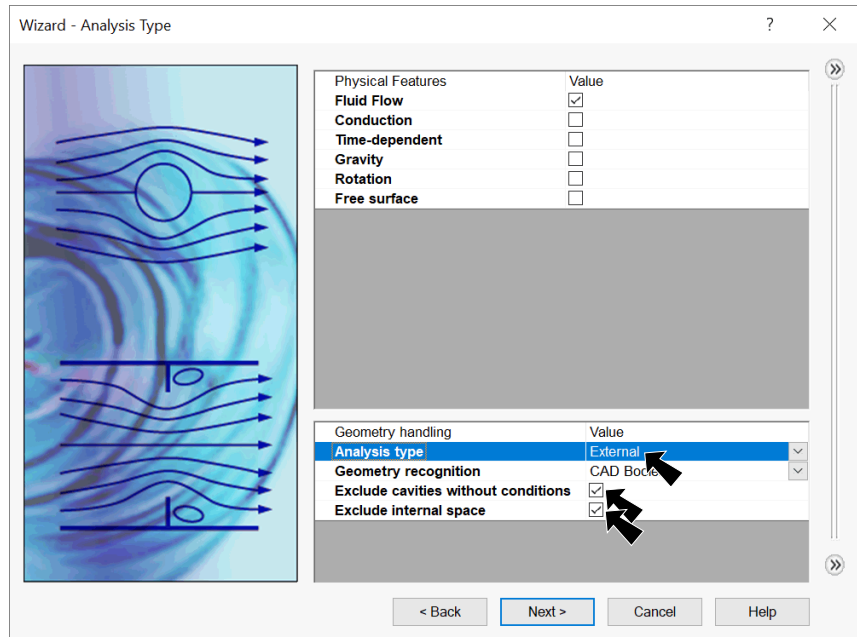 Wizard - Analysis Type ?
Physical Features Value
Fluid Flow
Conduction
Time-dependent
Gravity
Rotation
Free surface
Geometry handling Value
Analysis type External
Geometry recognition CAD
Exclude cavities without conditions
Exclude internal space
< Back Next > Cancel Help